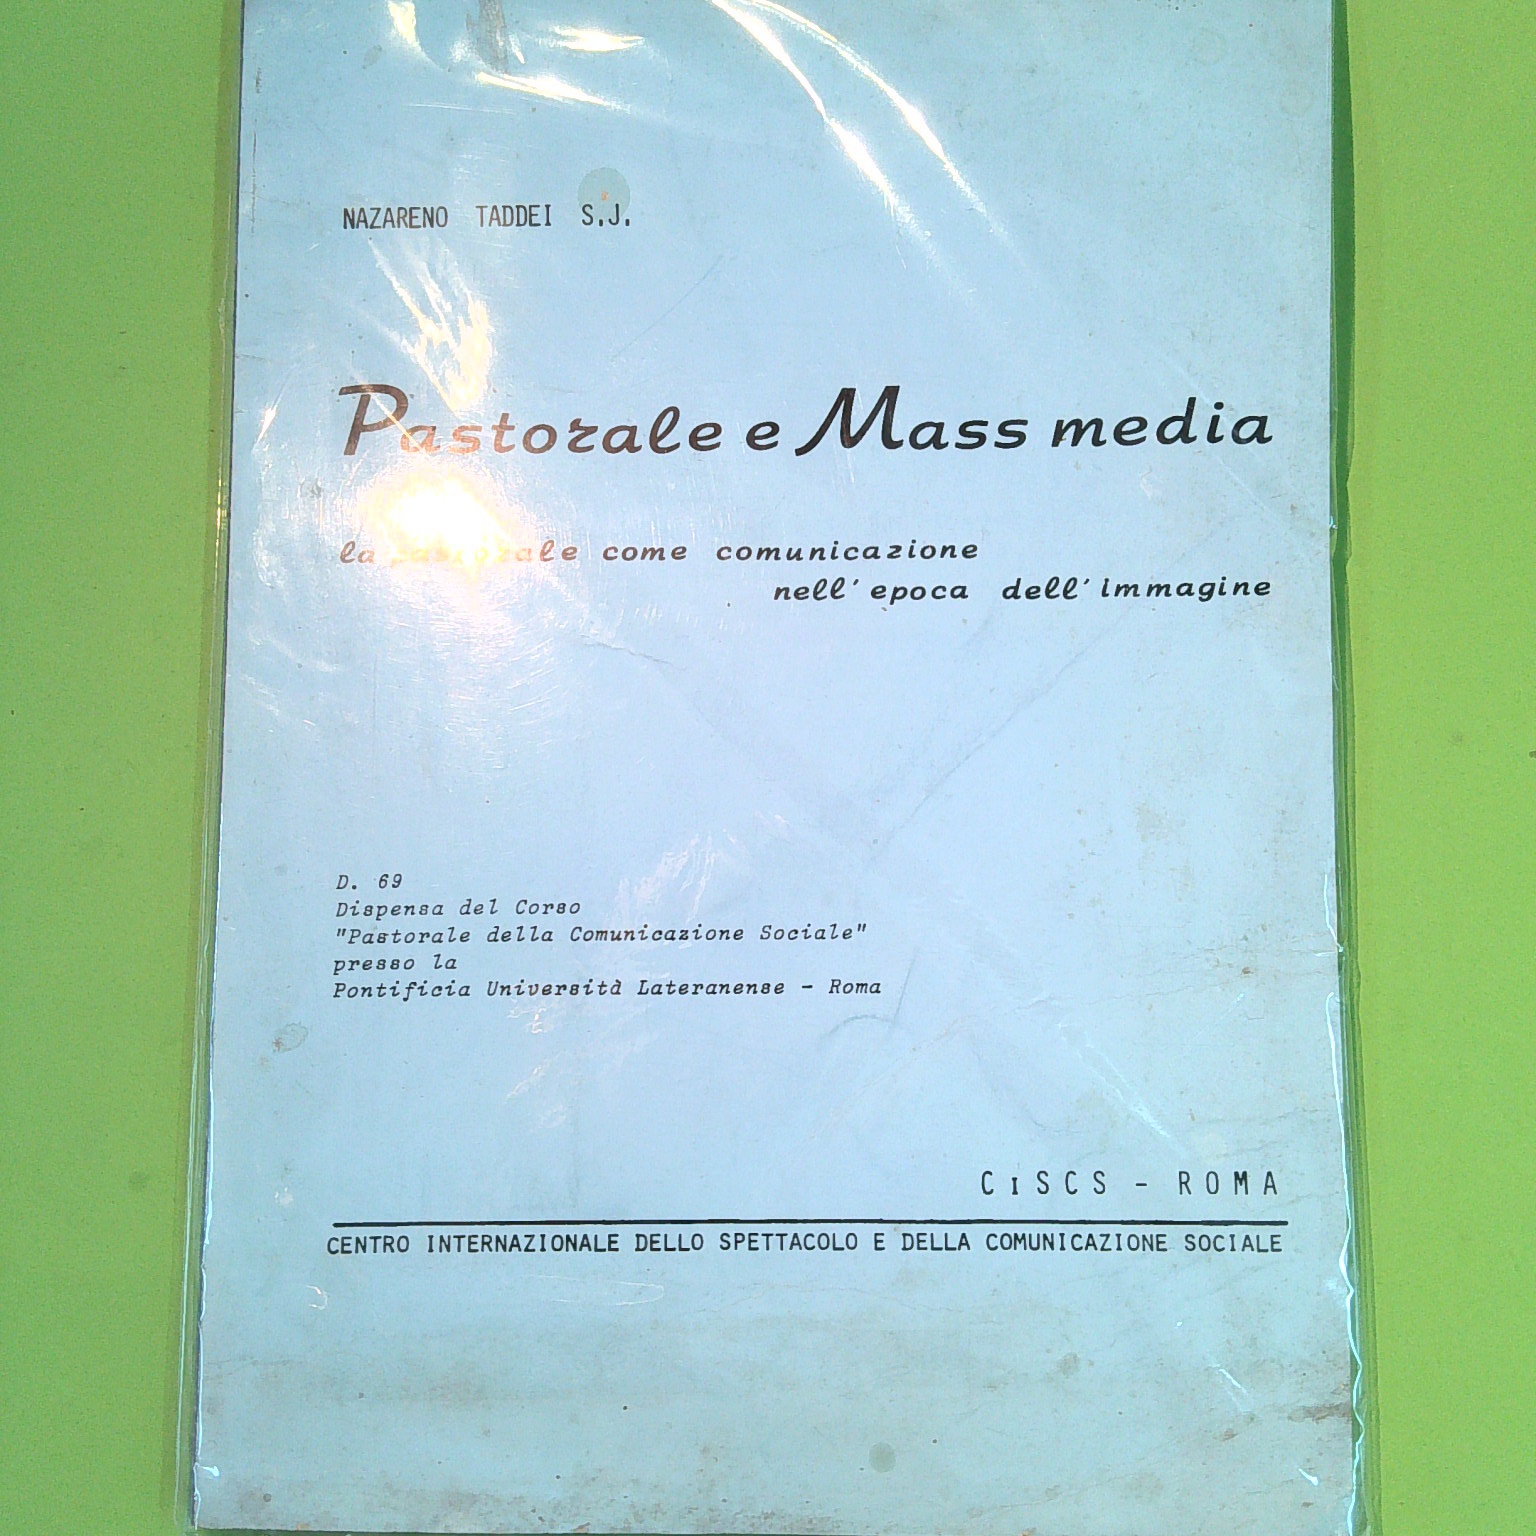 NAZARENO TADDEI S.J.
Pastorale e Mass media
la pastorale come comunicazione
nell'epoca dell'immagine
D. 69
Dispensa del Corso
"Pastorale della Comunicazione Sociale"
presso la
Pontificia Università Lateranense - Roma
CISCS - ROMA
CENTRO INTERNAZIONALE DELLO SPETTACOLO E DELLA COMUNICAZIONE SOCIALE